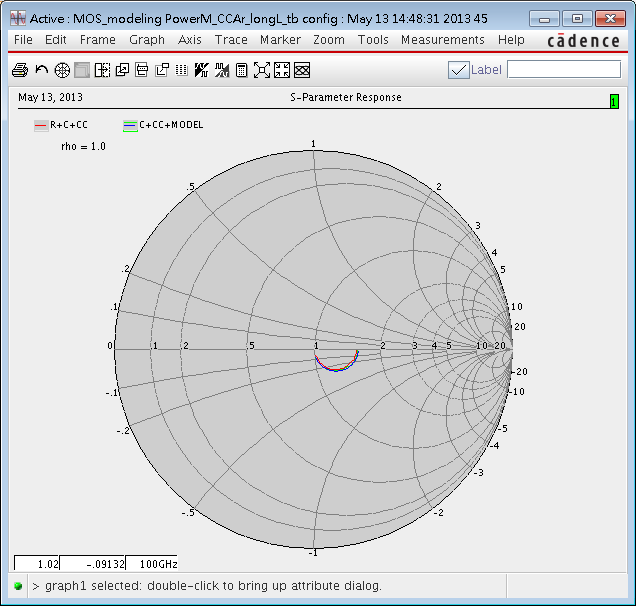 Active : MOS_modeling PowerM_CCAr_longL_tb config : May 13 14:48:31 2013 45
File Edit Frame Graph Axis Trace Marker Zoom Tools Measurements Help cādence
Label
May 13, 2013 S-Parameter Response 1
R+C+CC C+CC+MODEL
rho = 1.0
1
.5 2
3
4
.2 5
.1 10
20
0 .1 .2 .5 1 2 3 4 5 10 20
-20
-.1 -10
-.2 -5
-4
-3
-.5 -2
-1
1.02 -.09132 100GHz
> graph1 selected: double-click to bring up attribute dialog.